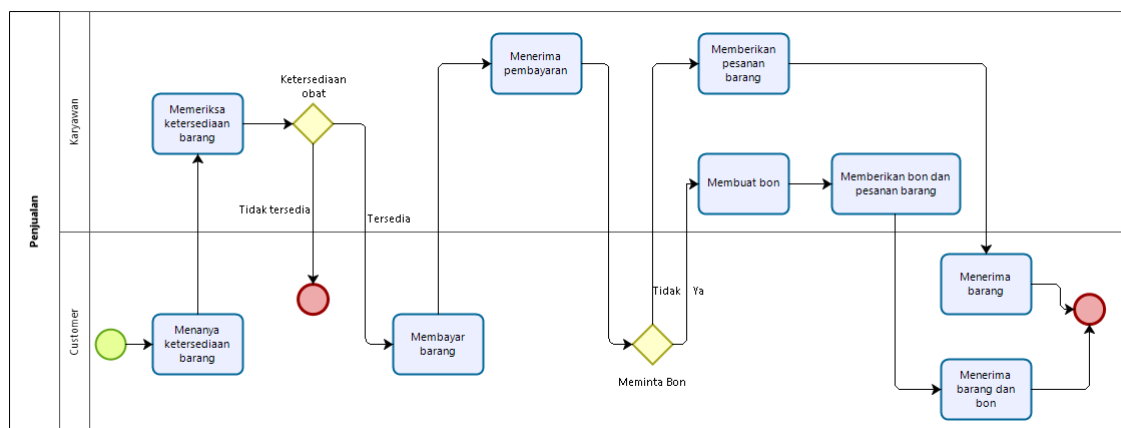 Penjualan
Karyawan
Customer
Menanya
ketersediaan
barang
Memeriksa
ketersediaan
barang
Ketersediaan
obat
Tidak tersedia
Tersedia
Membayar
barang
Menerima
pembayaran
Meminta Bon
Tidak
Ya
Memberikan
pesanan
barang
Membuat bon
Memberikan bon dan
pesanan barang
Menerima
barang
Menerima
barang dan
bon